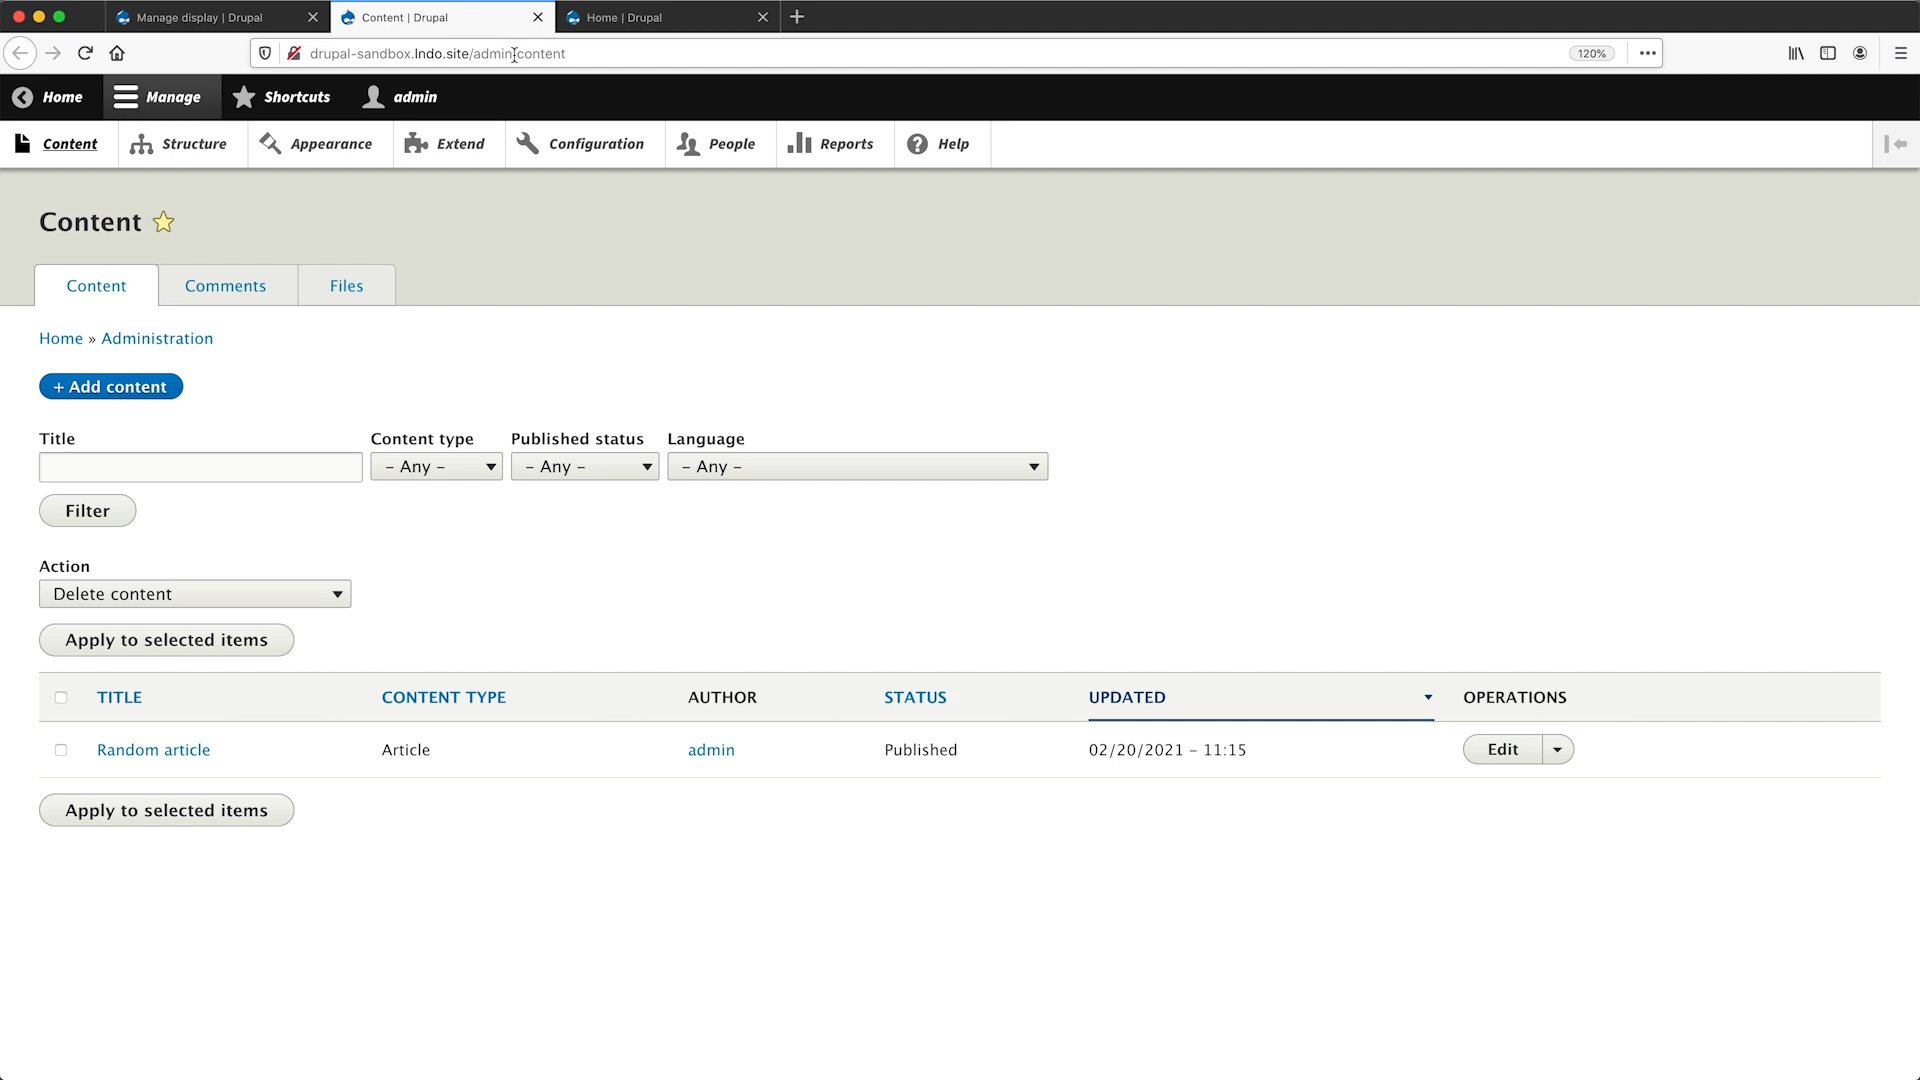 Manage display | Drupal
Content | Drupal
Home | Drupal
drupal-sandbox.lndo.site/admin/content
120%
Home
Manage
Shortcuts
admin
Content
Structure
Appearance
Extend
Configuration
People
Reports
Help
Content
Content
Comments
Files
Home » Administration
+ Add content
Title
Content type
Published status
Language
– Any –
– Any –
– Any –
Filter
Action
Delete content
Apply to selected items
TITLE
CONTENT TYPE
AUTHOR
STATUS
UPDATED
OPERATIONS
Random article
Article
admin
Published
02/20/2021 – 11:15
Edit
Apply to selected items